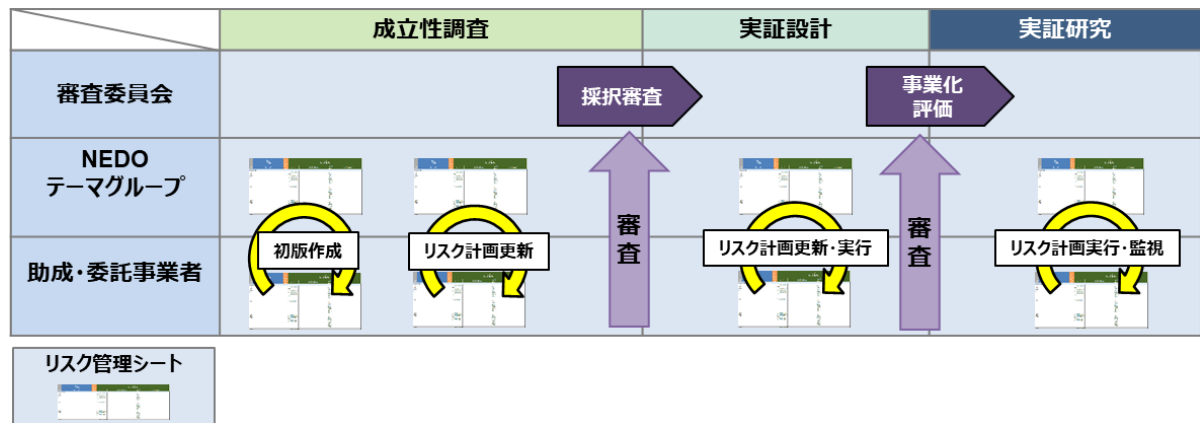 成立性調査
実証設計
実証研究
審査委員会
採択審査
事業化
評価
NEDO
テーマグループ
助成・委託事業者
初版作成
リスク計画更新
審査
リスク計画更新・実行
審査
リスク計画実行・監視
リスク管理シート